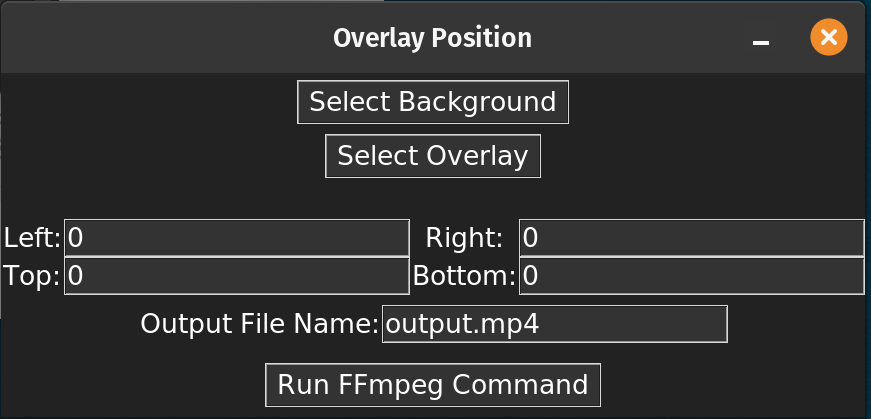 Overlay Position
Select Background
Select Overlay
Left: 0 Right: 0
Top: 0 Bottom: 0
Output File Name: output.mp4
Run FFmpeg Command